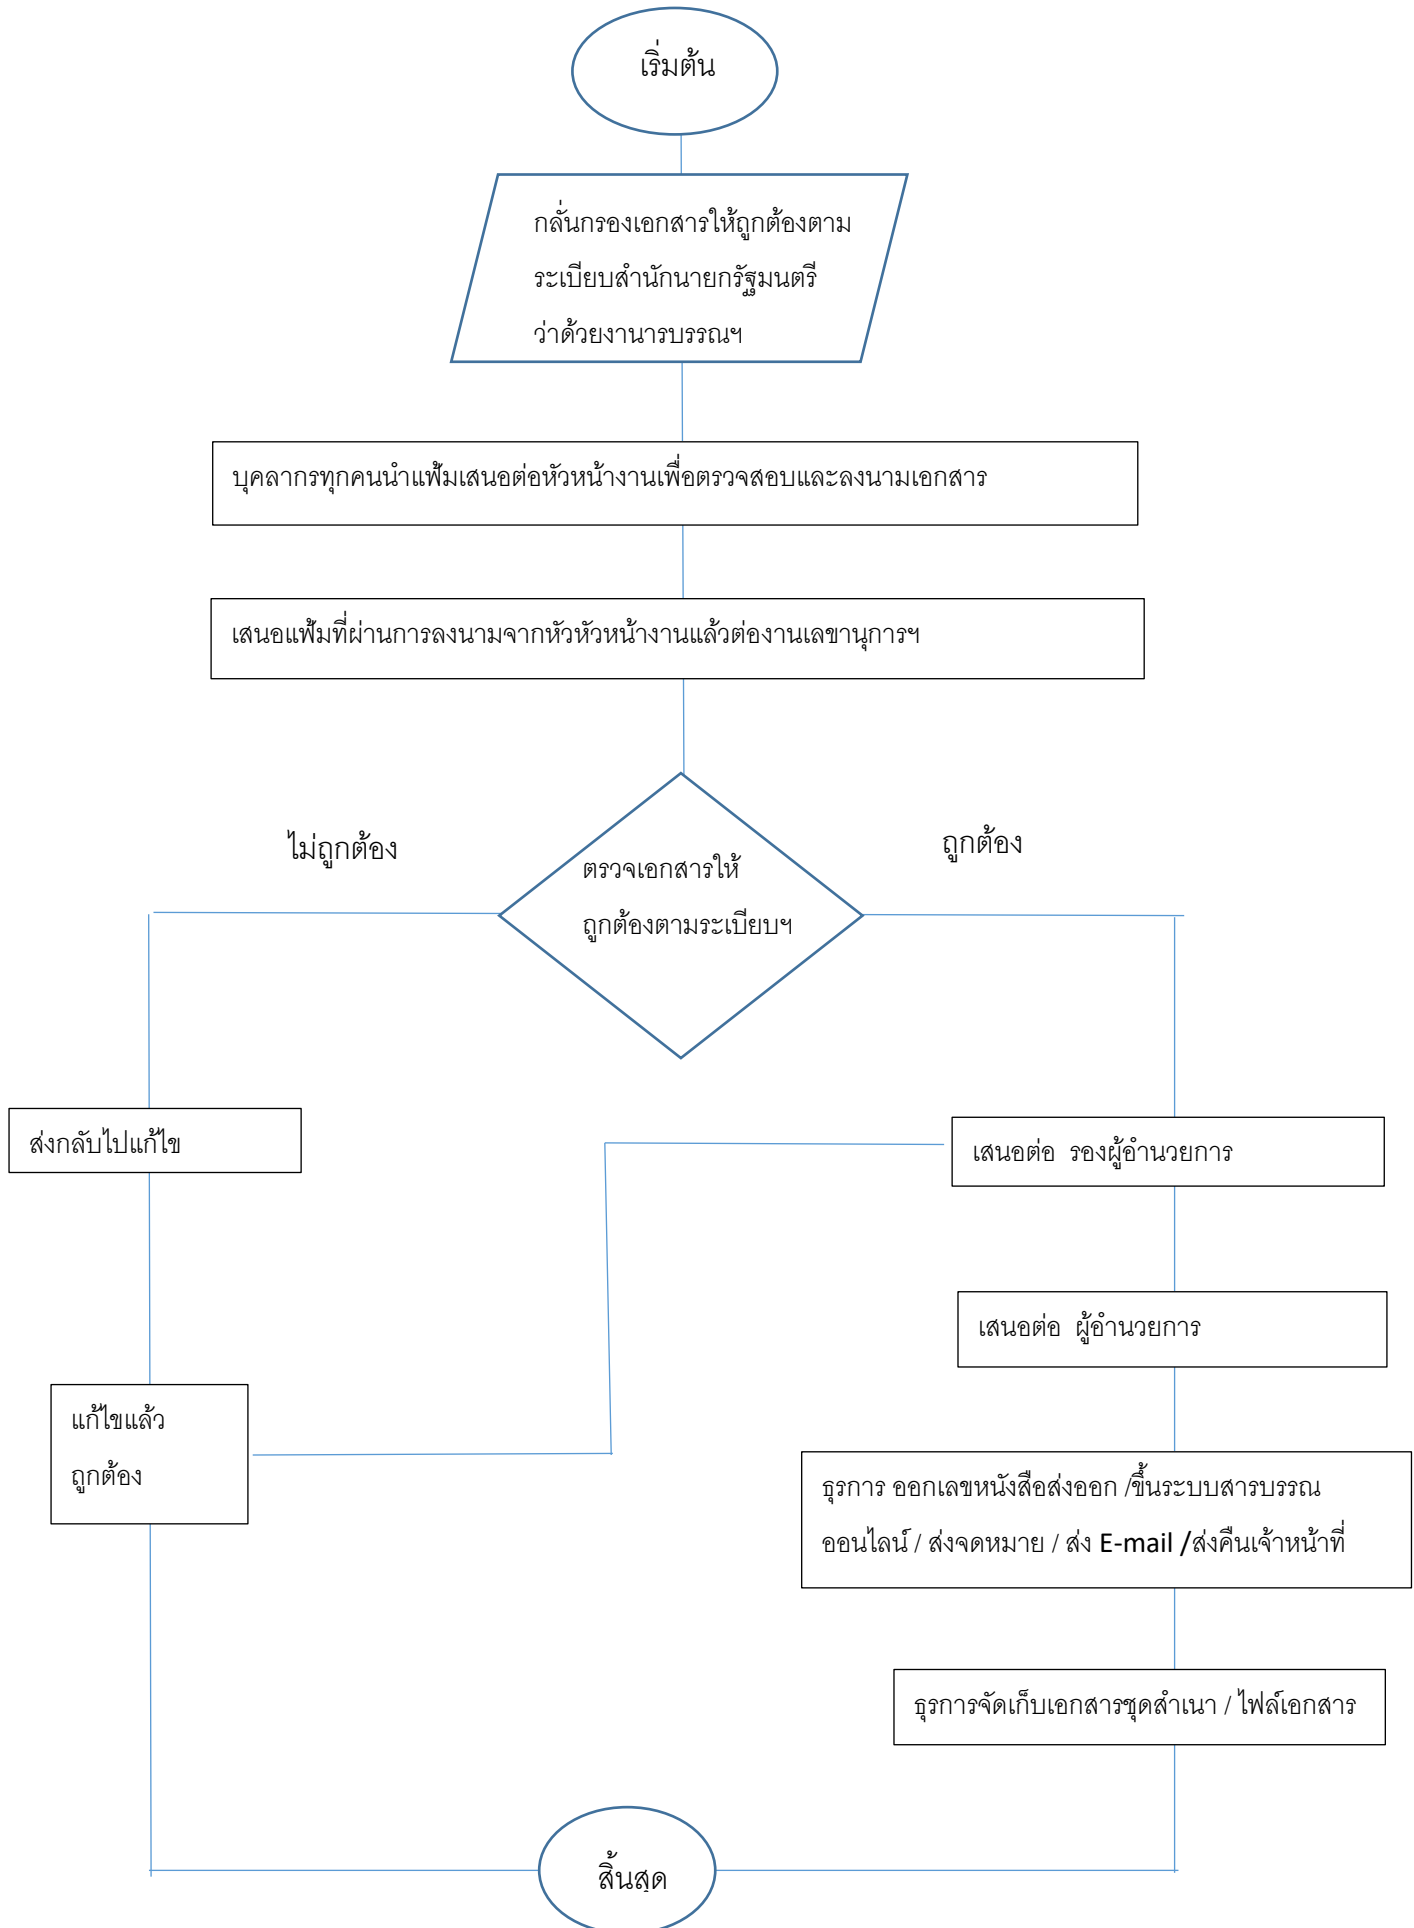 เริ่มต้น
กลั่นกรองเอกสารให้ถูกต้องตาม
ระเบียบสำนักนายกรัฐมนตรี
ว่าด้วยงานารบรรณฯ
บุคลากรทุกคนนำแฟ้มเสนอต่อหัวหน้างานเพื่อตรวจสอบและลงนามเอกสาร
เสนอแฟ้มที่ผ่านการลงนามจากหัวหัวหน้างานแล้วต่องานเลขานุการฯ
ไม่ถูกต้อง
ถูกต้อง
ตรวจเอกสารให้
ถูกต้องตามระเบียบฯ
ส่งกลับไปแก้ไข
เสนอต่อ รองผู้อำนวยการ
เสนอต่อ ผู้อำนวยการ
แก้ไขแล้ว
ถูกต้อง
ธุรการ ออกเลขหนังสือส่งออก /ขึ้นระบบสารบรรณ
ออนไลน์ / ส่งจดหมาย / ส่ง E-mail /ส่งคืนเจ้าหน้าที่
ธุรการจัดเก็บเอกสารชุดสำเนา / ไฟล์เอกสาร
สิ้นสุด